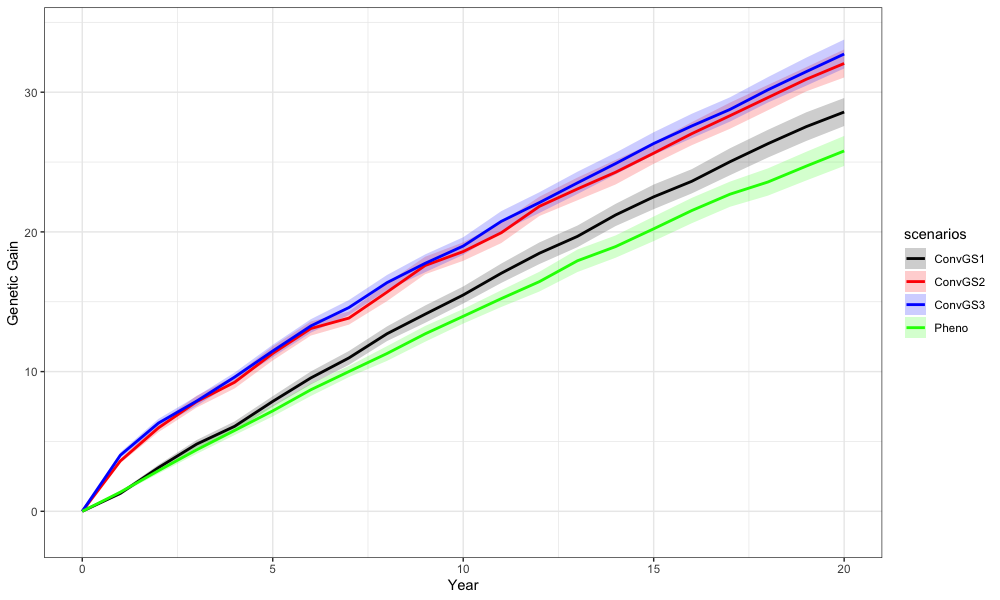 30
20
10
0
Genetic Gain
0 5 10 15 20
Year
scenarios
ConvGS1
ConvGS2
ConvGS3
Pheno